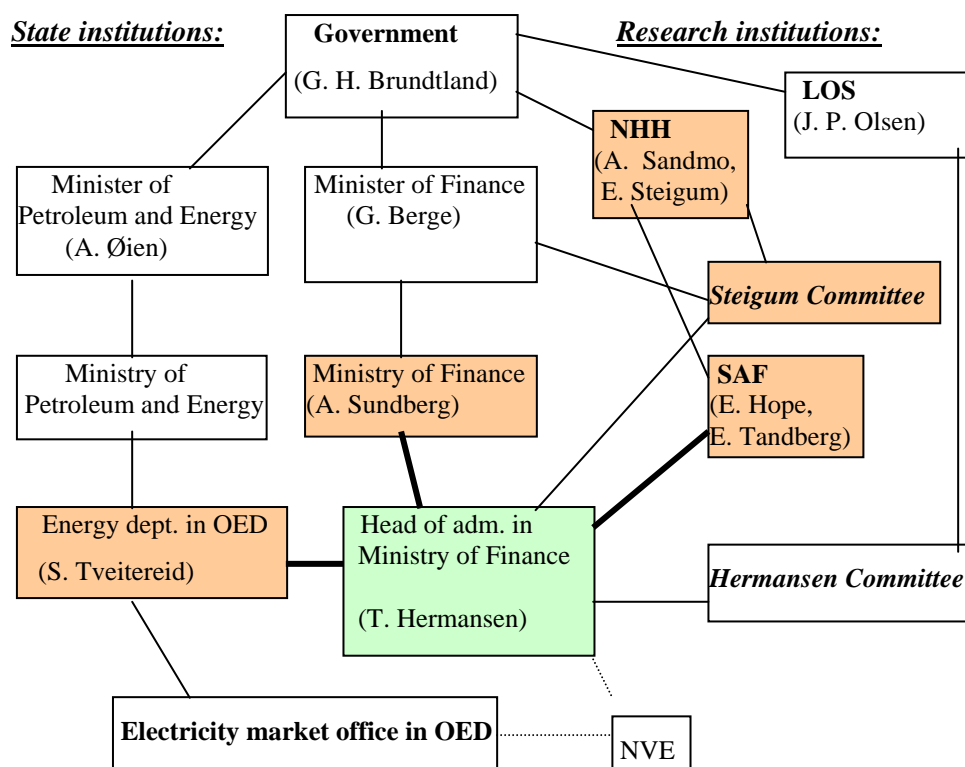 State institutions:
Government
(G. H. Brundtland)
Research institutions:
LOS
(J. P. Olsen)
NHH
(A. Sandmo,
E. Steigum)
Minister of
Petroleum and Energy
(A. Øien)
Minister of Finance
(G. Berge)
Steigum Committee
Ministry of
Petroleum and Energy
Ministry of Finance
(A. Sundberg)
SAF
(E. Hope,
E. Tandberg)
Energy dept. in OED
(S. Tveitereid)
Head of adm. in
Ministry of Finance
(T. Hermansen)
Hermansen Committee
Electricity market office in OED
NVE